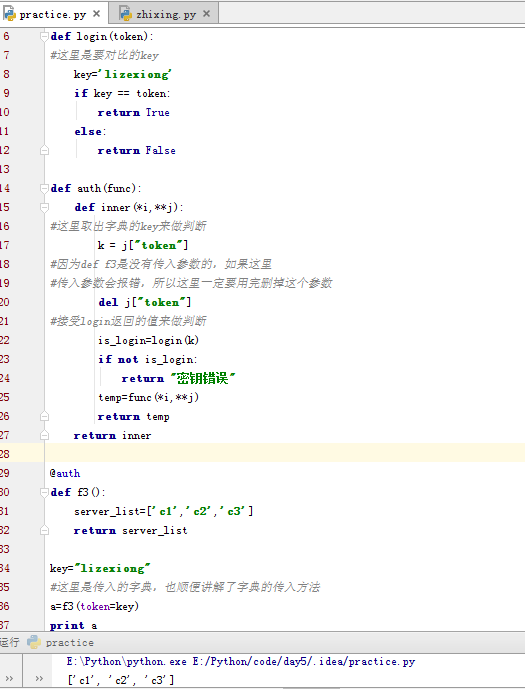 practice.py × zhixing.py ×
6 def login(token):
7 #这里是要对比的key
8 key='lizexiong'
9 if key == token:
10 return True
11 else:
12 return False
13
14 def auth(func):
15 def inner(*i,**j):
16 #这里取出字典的key来做判断
17 k = j["token"]
18 #因为def f3是没有传入参数的，如果这里
19 #传入参数会报错，所以这里一定要用完删掉这个参数
20 del j["token"]
21 #接受login返回的值来做判断
22 is_login=login(k)
23 if not is_login:
24 return "密钥错误"
25 temp=func(*i,**j)
26 return temp
27 return inner
28
29 @auth
30 def f3():
31 server_list=['c1','c2','c3']
32 return server_list
33
34 key="lizexiong"
35 #这里是传入的字典，也顺便讲解了字典的传入方法
36 a=f3(token=key)
37 print a
运行 practice
E:\Python\python.exe E:/Python/code/day5/.idea/practice.py
['c1', 'c2', 'c3']